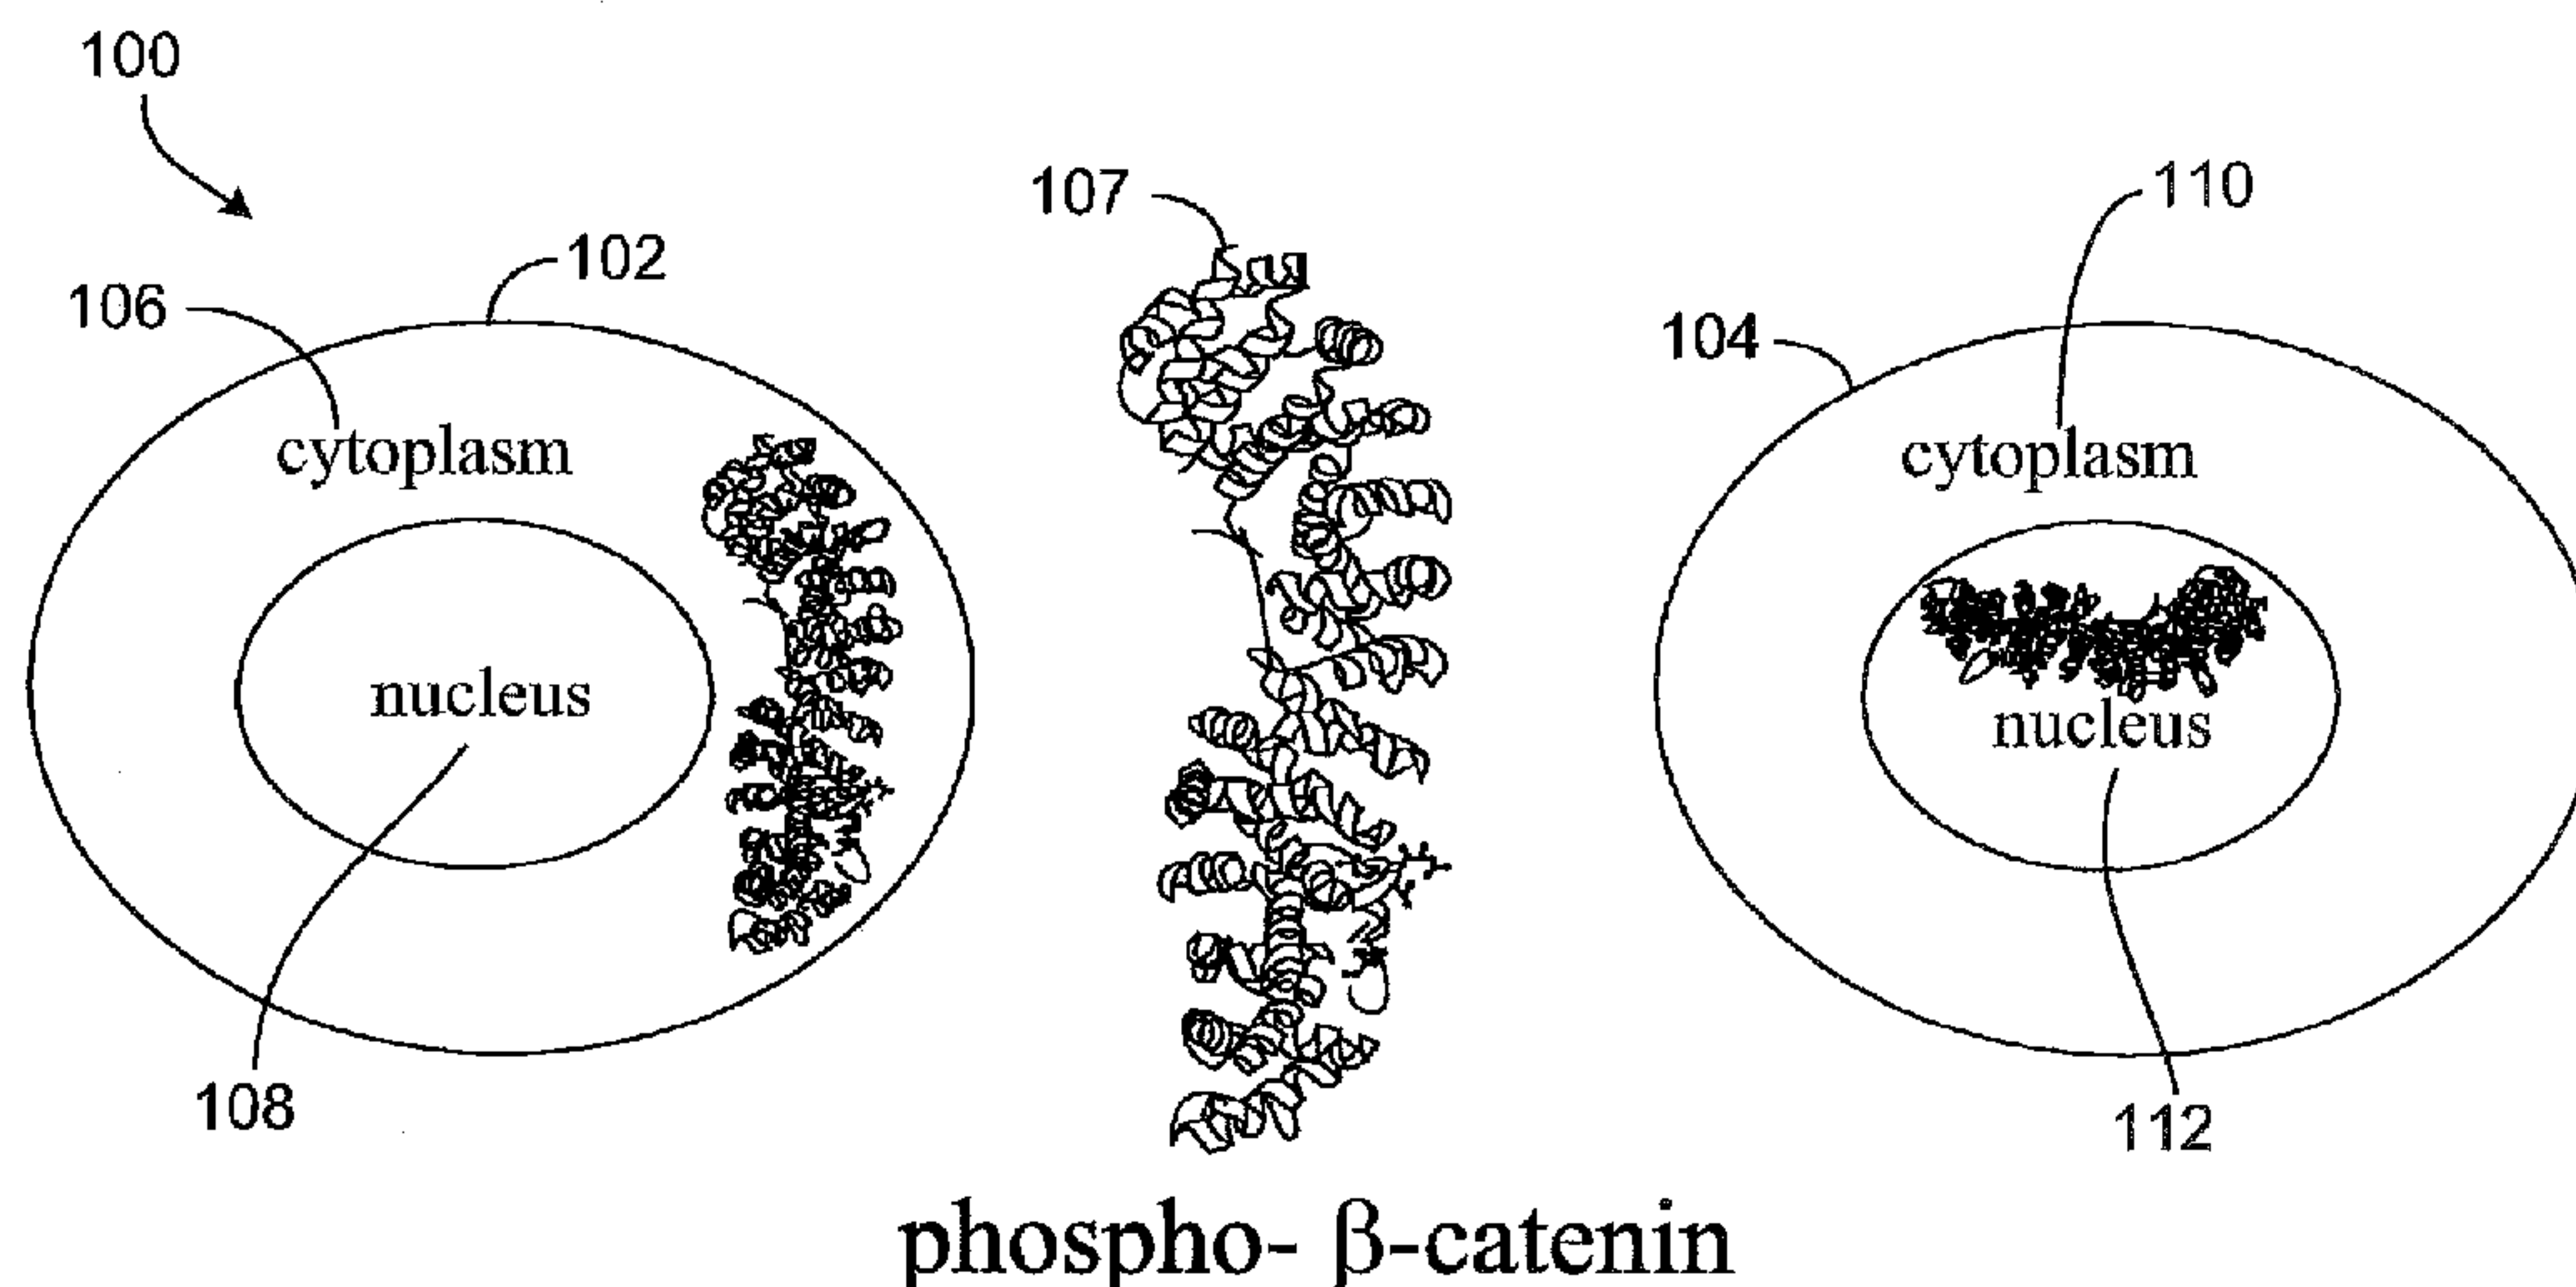 100
107
110
102
106
104
cytoplasm
cytoplasm
nucleus
nucleus
108
112
phospho- β-catenin